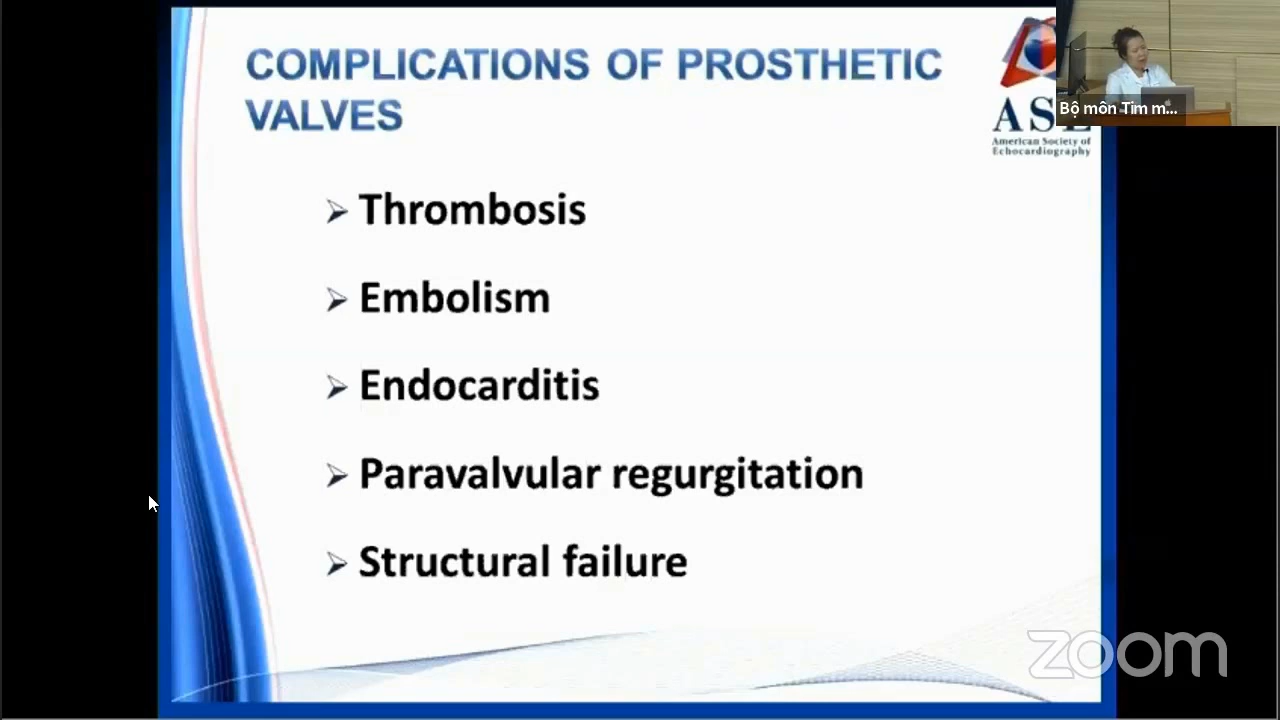 COMPLICATIONS OF PROSTHETIC
VALVES
ASE
American Society of
Echocardiography
Bộ môn Tim m...
➢ Thrombosis
➢ Embolism
➢ Endocarditis
➢ Paravalvular regurgitation
➢ Structural failure
zoom